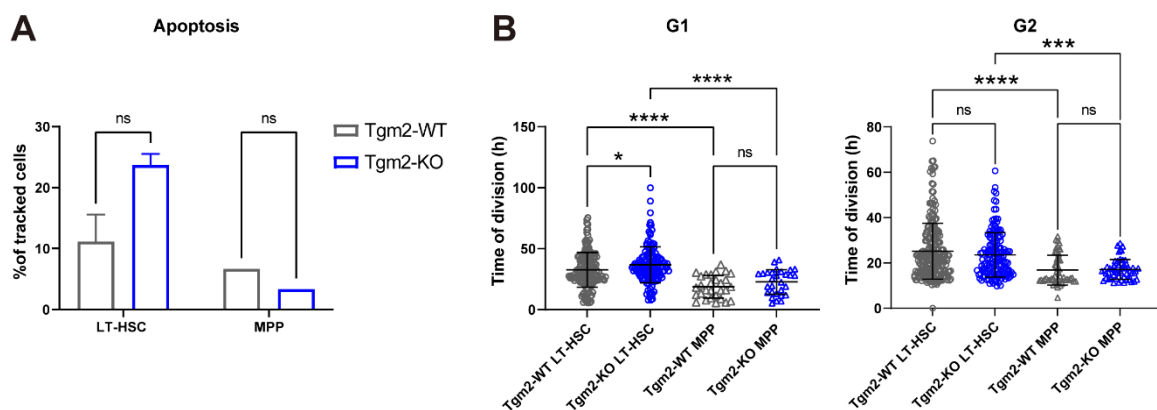 A
Apoptosis
ns
ns
30
20
10
0
%of tracked cells
LT-HSC
MPP
Tgm2-WT
Tgm2-KO
B
G1
****
****
*
ns
150
100
50
0
Time of division (h)
Tgm2-WT LT-HSC
Tgm2-KO LT-HSC
Tgm2-WT MPP
Tgm2-KO MPP
G2
***
****
ns
ns
80
60
40
20
0
Time of division (h)
Tgm2-WT LT-HSC
Tgm2-KO LT-HSC
Tgm2-WT MPP
Tgm2-KO MPP